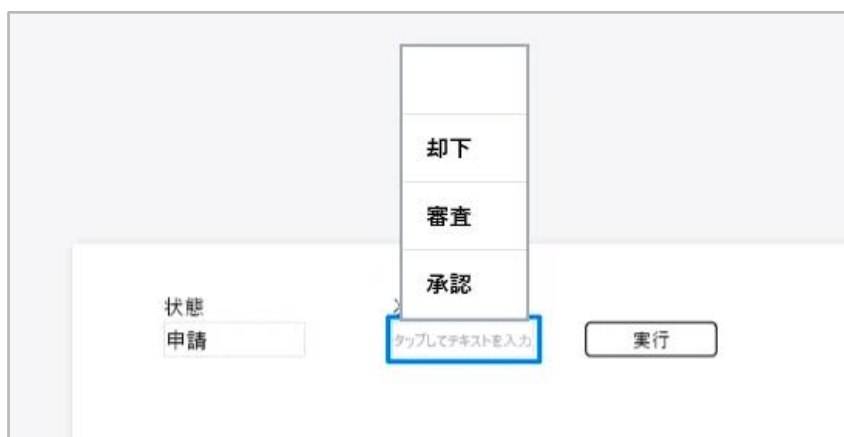 却下
審査
承認
状態
申請
タップしてテキストを入力
実行